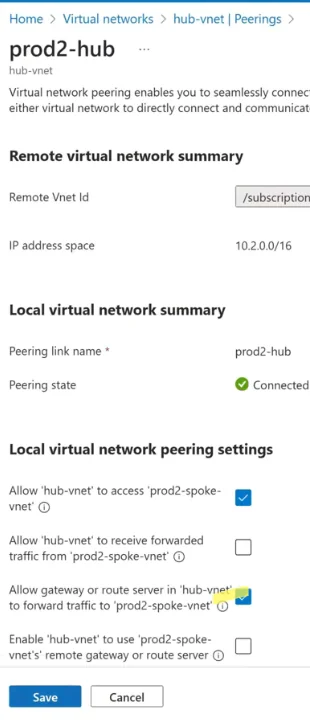 Home > Virtual networks > hub-vnet | Peerings >
prod2-hub ...
hub-vnet
Virtual network peering enables you to seamlessly connec
either virtual network to directly connect and communicat
Remote virtual network summary
Remote Vnet Id /subscription
IP address space 10.2.0.0/16
Local virtual network summary
Peering link name * prod2-hub
Peering state Connected
Local virtual network peering settings
Allow 'hub-vnet' to access 'prod2-spoke-
vnet'
Allow 'hub-vnet' to receive forwarded
traffic from 'prod2-spoke-vnet'
Allow gateway or route server in 'hub-vnet'
to forward traffic to 'prod2-spoke-vnet'
Enable 'hub-vnet' to use 'prod2-spoke-
vnet's' remote gateway or route server
Save Cancel